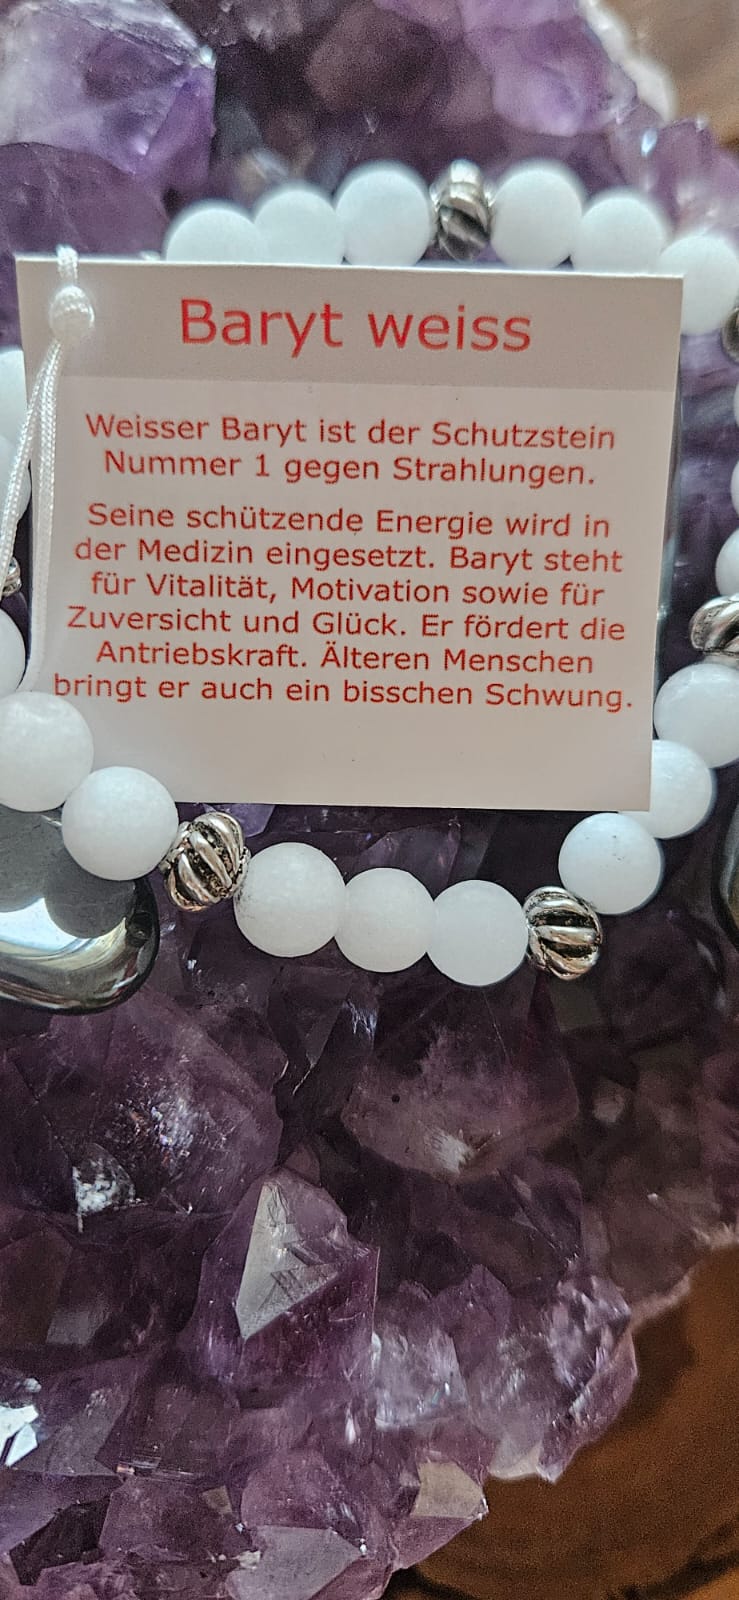 Baryt weiss
Weisser Baryt ist der Schutzstein
Nummer 1 gegen Strahlungen.
Seine schützende Energie wird in
der Medizin eingesetzt. Baryt steht
für Vitalität, Motivation sowie für
Zuversicht und Glück. Er fördert die
Antriebskraft. Älteren Menschen
bringt er auch ein bisschen Schwung.